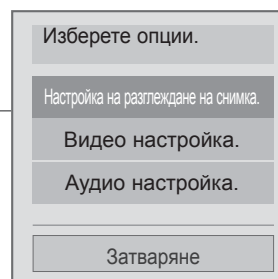 Изберете опции.
Настройка на разглеждане на снимка.
Видео настройка.
Аудио настройка.
Затваряне